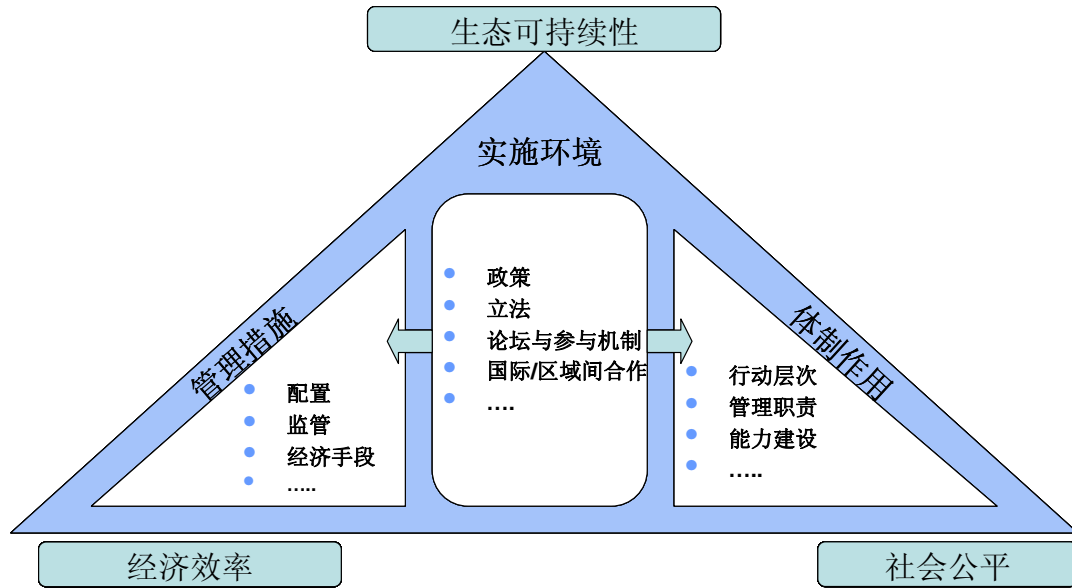 生态可持续性
实施环境
政策
立法
论坛与参与机制
国际/区域间合作
....
管理措施
配置
监管
经济手段
.....
体制作用
行动层次
管理职责
能力建设
.....
经济效率
社会公平